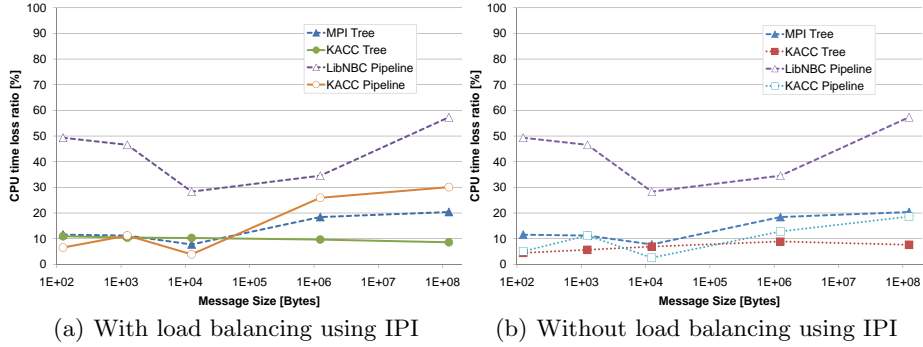 CPU time loss ratio [%]
100
90
80
70
60
50
40
30
20
10
0
MPI Tree
KACC Tree
LibNBC Pipeline
KACC Pipeline
1E+02 1E+03 1E+04 1E+05 1E+06 1E+07 1E+08
Message Size [Bytes]
(a) With load balancing using IPI
CPU time loss ratio [%]
100
90
80
70
60
50
40
30
20
10
0
MPI Tree
KACC Tree
LibNBC Pipeline
KACC Pipeline
1E+02 1E+03 1E+04 1E+05 1E+06 1E+07 1E+08
Message Size [Bytes]
(b) Without load balancing using IPI